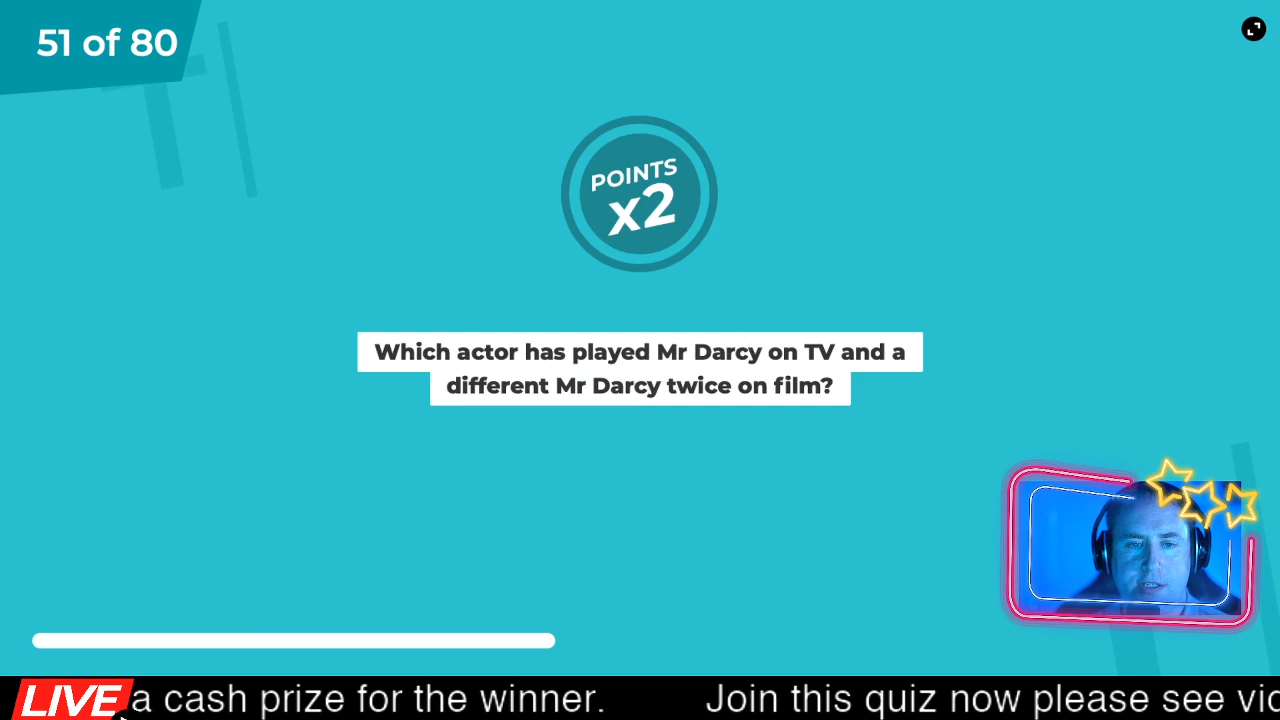 51 of 80
POINTS
x2
Which actor has played Mr Darcy on TV and a
different Mr Darcy twice on film?
LIVE a cash prize for the winner. Join this quiz now please see vid